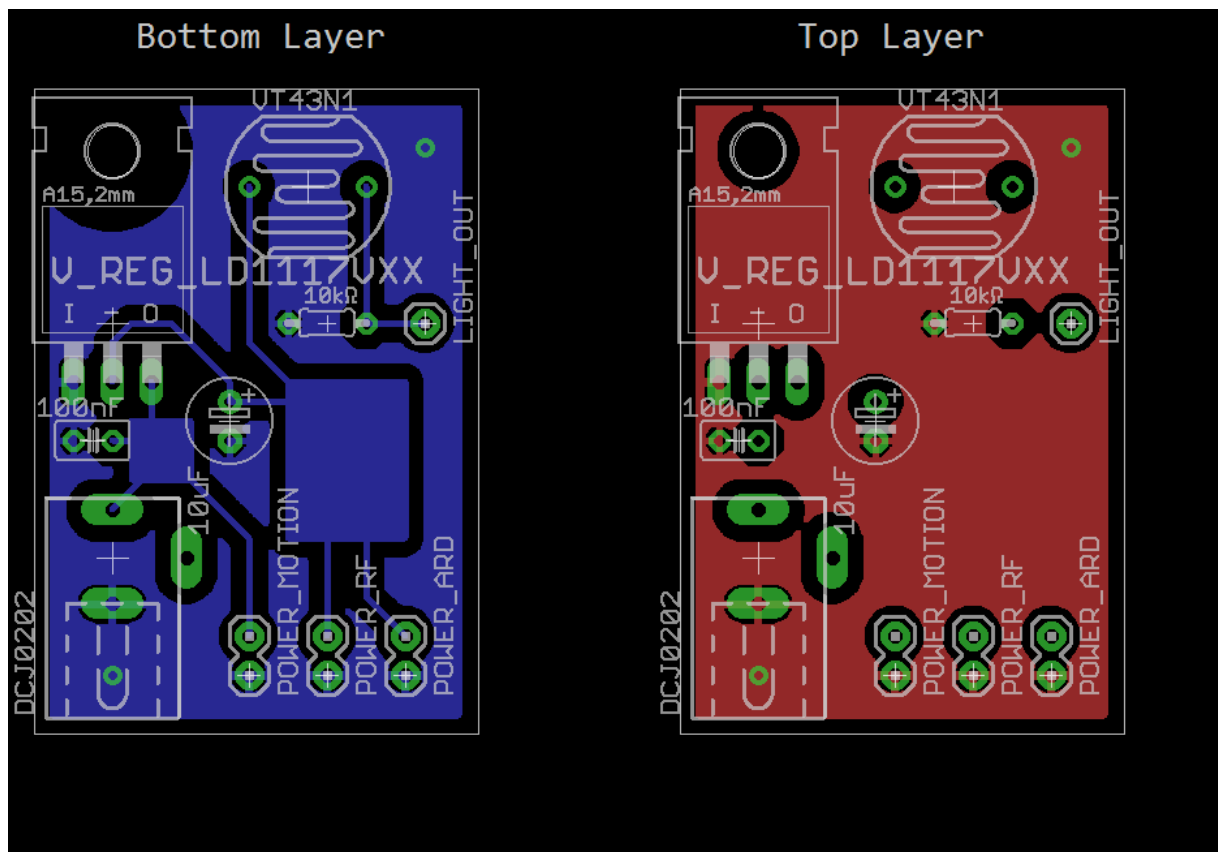 Bottom Layer
VT43N1
A15,2mm
V_REG_LD1117VXX
LIGHT_OUT
10kΩ
I
O
100nF
+
10uF
POWER_MOTION
POWER_RF
POWER_ARD
DCJ0202
Top Layer
VT43N1
A15,2mm
V_REG_LD1117VXX
LIGHT_OUT
10kΩ
I
O
100nF
+
10uF
POWER_MOTION
POWER_RF
POWER_ARD
DCJ0202